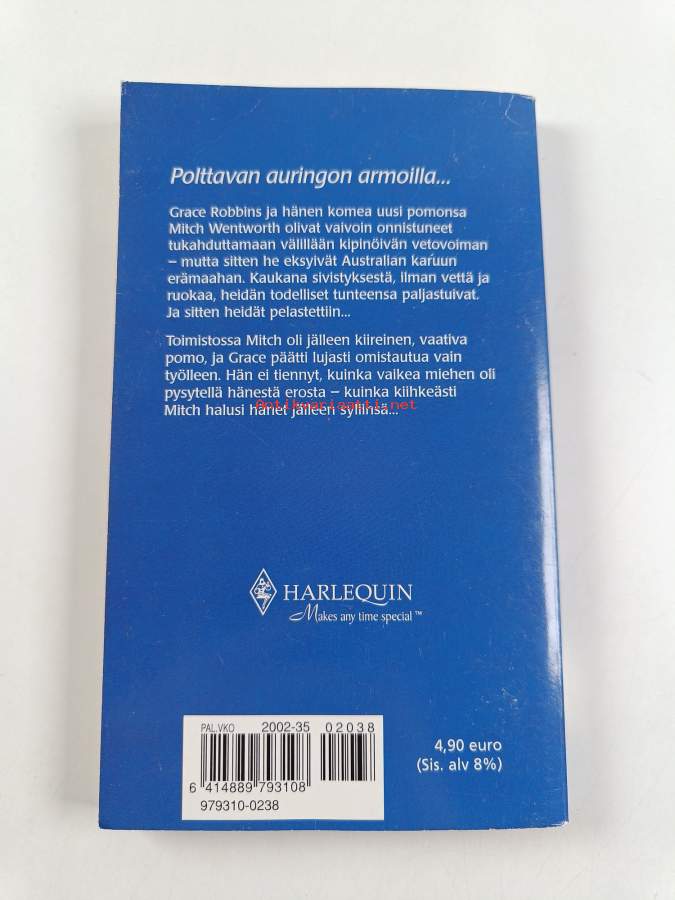 Polttavan auringon armoilla...
Grace Robbins ja hänen komea uusi pomonsa
Mitch Wentworth olivat vaivoin onnistuneet
tukahduttamaan välillään kipinöivän vetovoiman
– mutta sitten he eksyivät Australian karuun
erämaahan. Kaukana sivistyksestä, ilman vettä ja
ruokaa, heidän todelliset tunteensa paljastuivat.
Ja sitten heidät pelastettiin...
Toimistossa Mitch oli jälleen kiireinen, vaativa
pomo, ja Grace päätti lujasti omistautua vain
työlleen. Hän ei tiennyt, kuinka vaikea miehen oli
pysytellä hänestä erosta – kuinka kiihkeästi
Mitch halusi hänet jälleen syliinsä...
Antikvariaatti.net
HARLEQUIN
Makes any time special™
PAL.VKO 2002-35 02038
6 414889 793108
979310-0238
4,90 euro
(Sis. alv 8%)